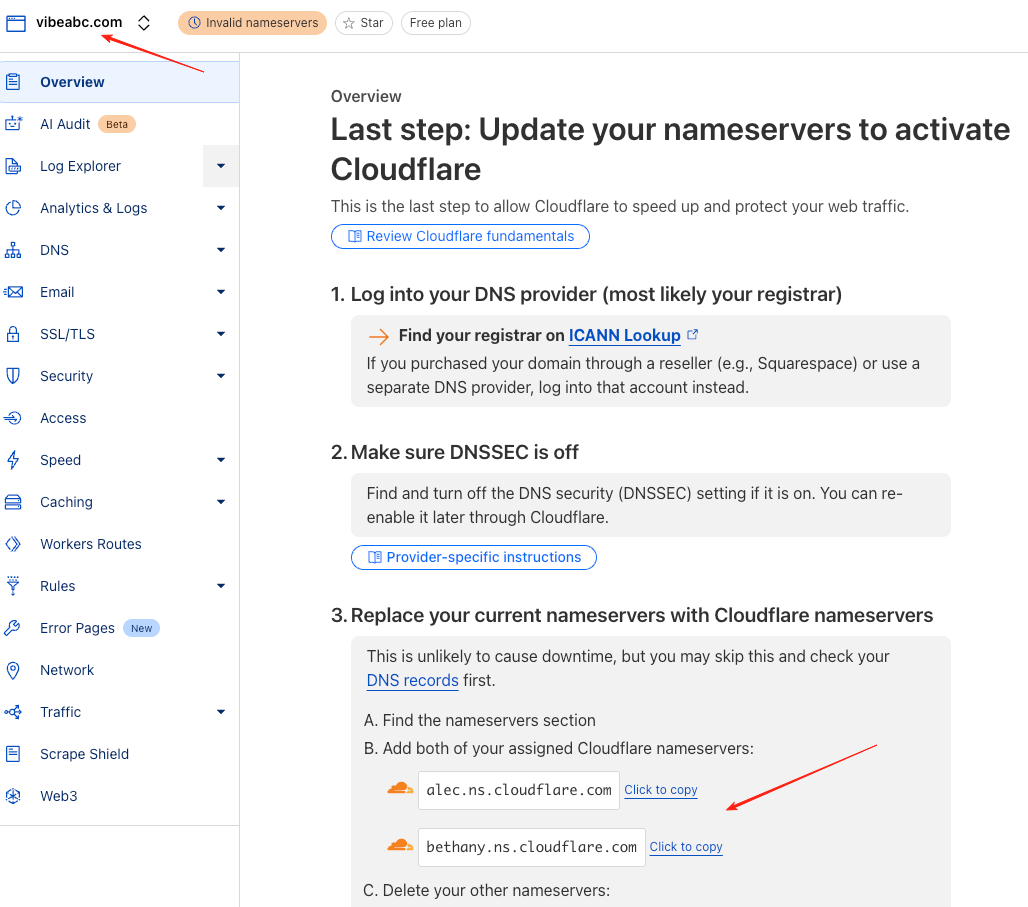 vibeabc.com
Invalid nameservers
Star
Free plan
Overview
AI Audit Beta
Log Explorer
Analytics & Logs
DNS
Email
SSL/TLS
Security
Access
Speed
Caching
Workers Routes
Rules
Error Pages New
Network
Traffic
Scrape Shield
Web3
Overview
Last step: Update your nameservers to activate
Cloudflare
This is the last step to allow Cloudflare to speed up and protect your web traffic.
Review Cloudflare fundamentals
1. Log into your DNS provider (most likely your registrar)
Find your registrar on ICANN Lookup
If you purchased your domain through a reseller (e.g., Squarespace) or use a
separate DNS provider, log into that account instead.
2. Make sure DNSSEC is off
Find and turn off the DNS security (DNSSEC) setting if it is on. You can re-
enable it later through Cloudflare.
Provider-specific instructions
3. Replace your current nameservers with Cloudflare nameservers
This is unlikely to cause downtime, but you may skip this and check your
DNS records first.
A. Find the nameservers section
B. Add both of your assigned Cloudflare nameservers:
alec.ns.cloudflare.com Click to copy
bethany.ns.cloudflare.com Click to copy
C. Delete your other nameservers: